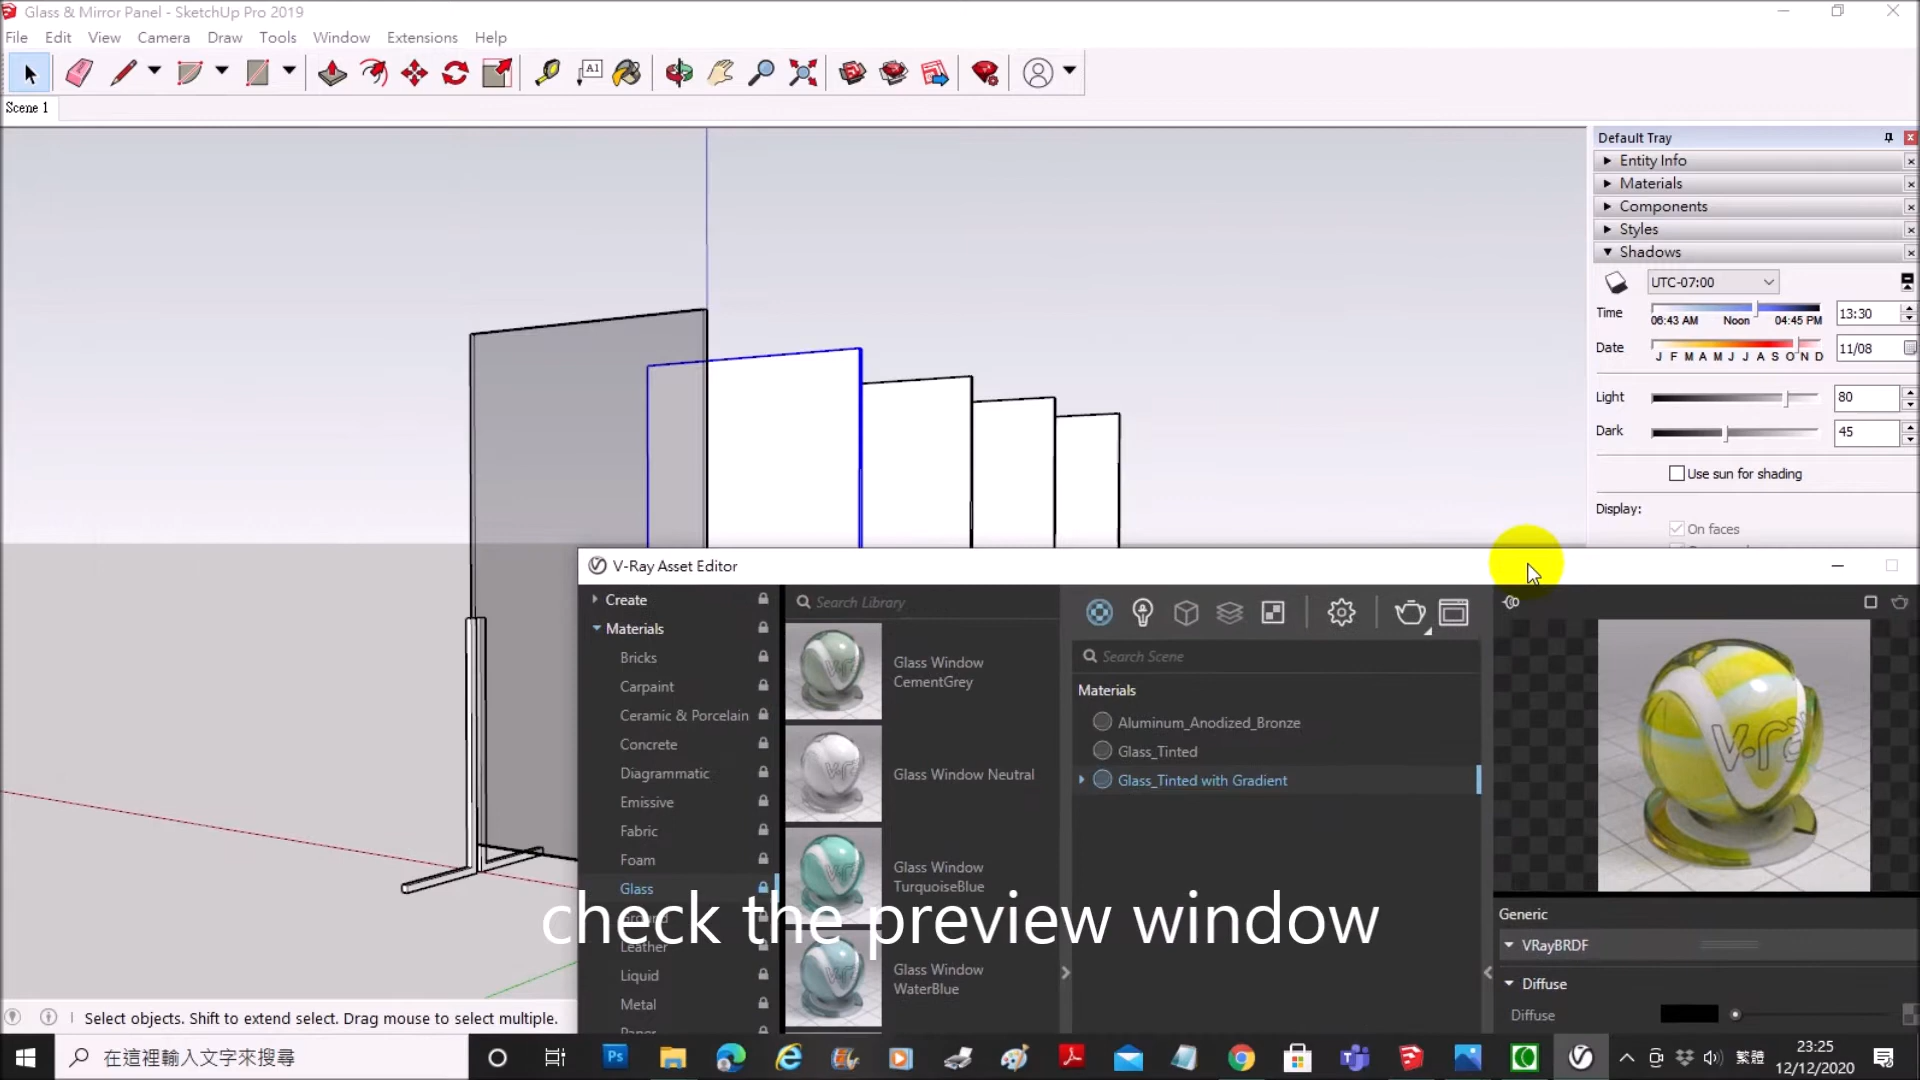 Glass & Mirror Panel - SketchUp Pro 2019
File Edit View Camera Draw Tools Window Extensions Help
A1
Scene 1
Default Tray
Entity Info
Materials
Components
Styles
Shadows
UTC-07:00
Time
06:43 AM Noon 04:45 PM
13:30
Date
J F M A M J J A S O N D
11/08
Light
80
Dark
45
Use sun for shading
Display:
On faces
V-Ray Asset Editor
Create
Materials
Bricks
Carpaint
Ceramic & Porcelain
Concrete
Diagrammatic
Emissive
Fabric
Foam
Glass
Ground
Leather
Liquid
Metal
Search Library
Glass Window
CementGrey
Glass Window Neutral
Glass Window
TurquoiseBlue
Glass Window
WaterBlue
Search Scene
Materials
Aluminum_Anodized_Bronze
Glass_Tinted
Glass_Tinted with Gradient
Generic
VRayBRDF
Diffuse
Diffuse
check the preview window
Select objects. Shift to extend select. Drag mouse to select multiple.
在這裡輸入文字來搜尋
Ps
繁體
23:25
12/12/2020